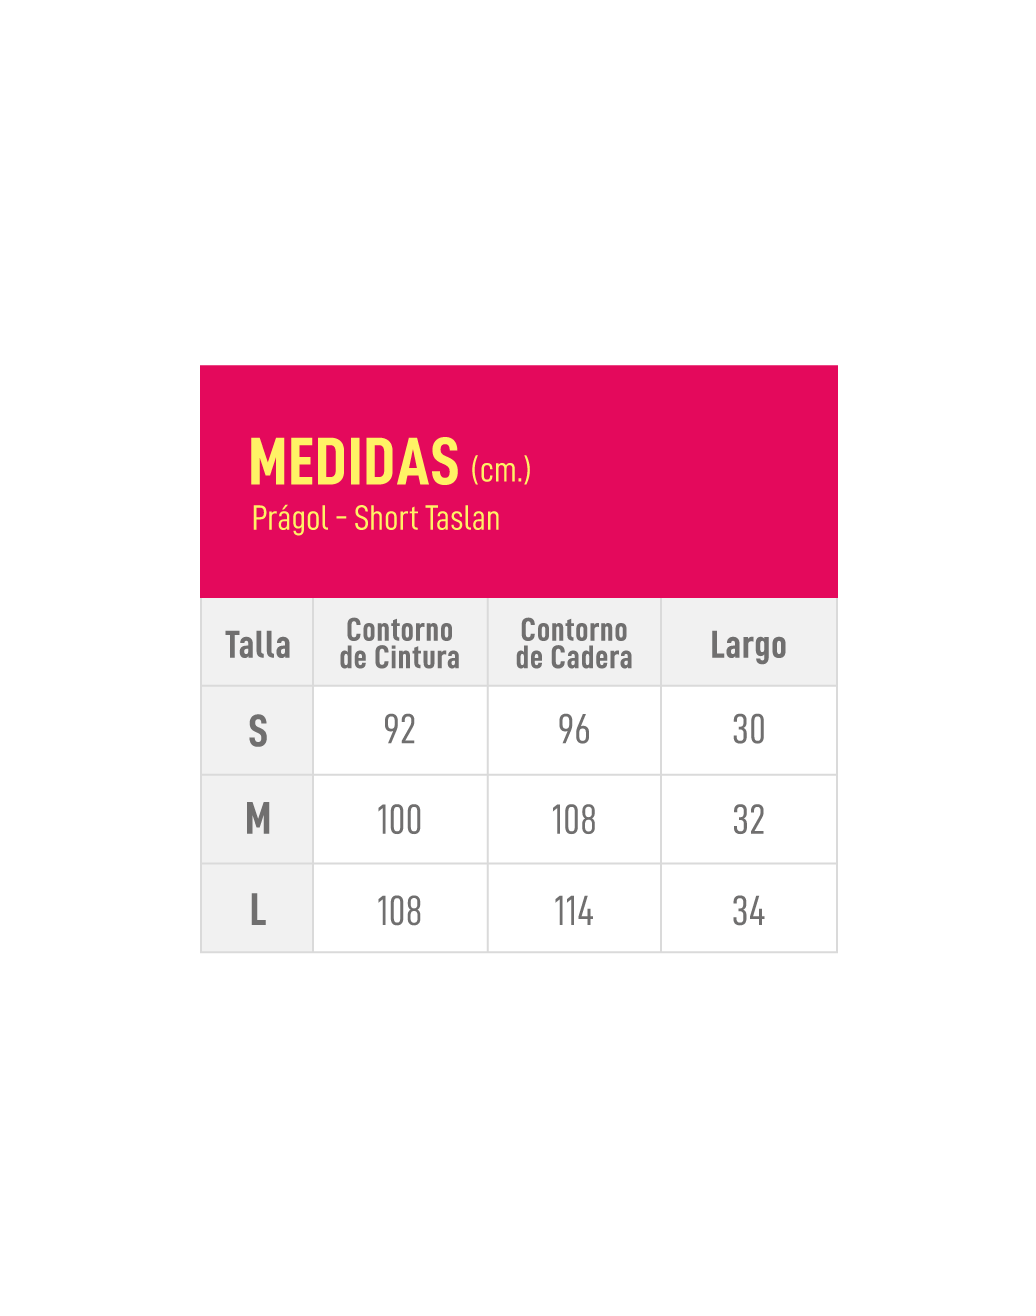 MEDIDAS (cm.)
Prágol - Short Taslan
Talla Contorno de Cintura Contorno de Cadera Largo
S 92 96 30
M 100 108 32
L 108 114 34